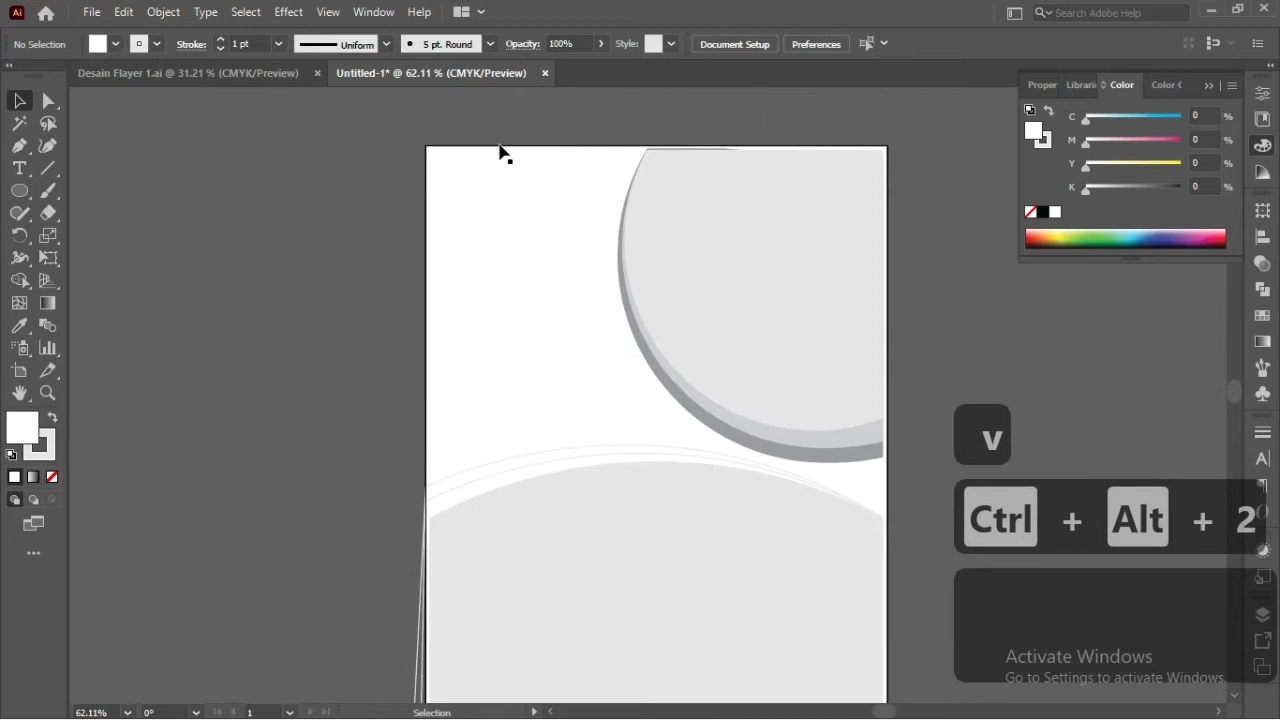 Ai File Edit Object Type Select Effect View Window Help Search Adobe Help
No Selection Stroke: 1 pt Uniform 5 pt. Round Opacity: 100% Style: Document Setup Preferences
Desain Flayer 1.ai @ 31.21 % (CMYK/Preview) × Untitled-1* @ 62.11 % (CMYK/Preview) ×
Proper Librari Color Color
C 0 %
M 0 %
Y 0 %
K 0 %
v
Ctrl + Alt + 2
Activate Windows
Go to Settings to activate Windows.
62.11% 0° 1 Selection